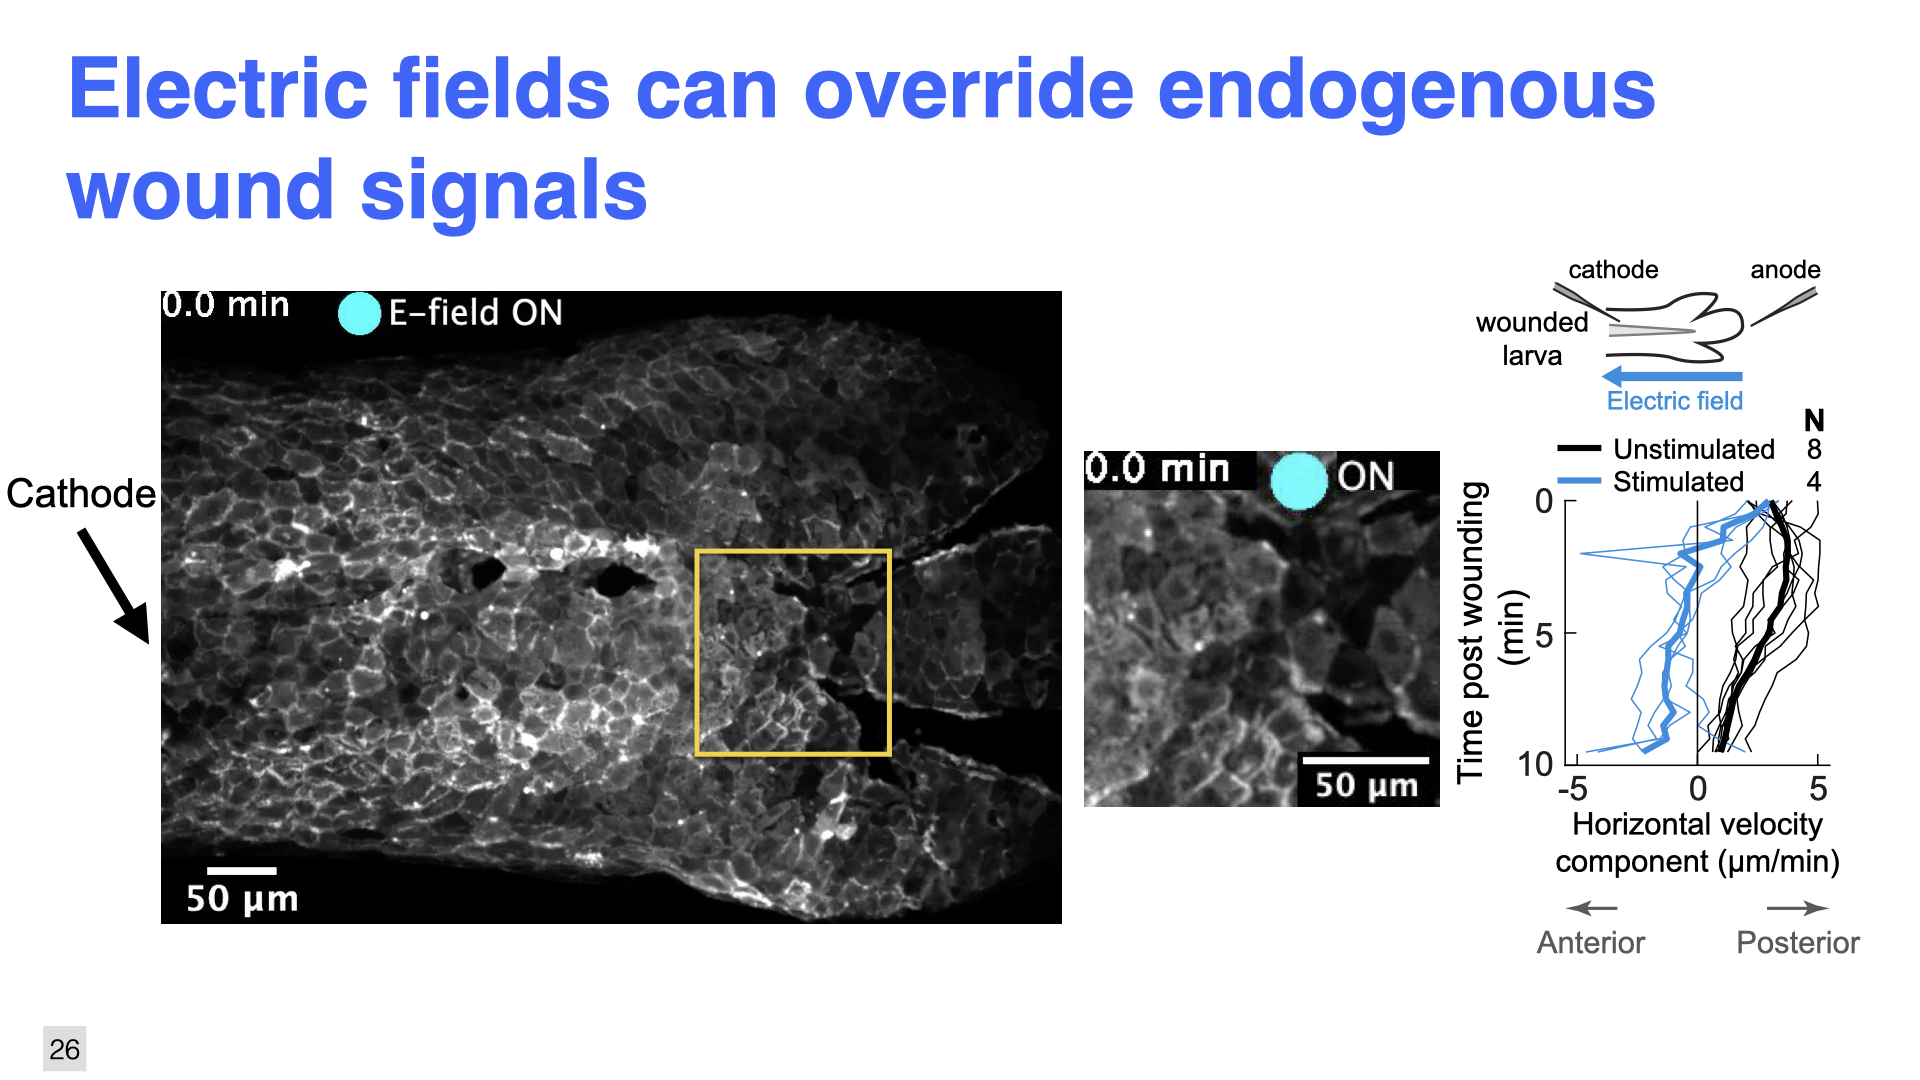 Electric fields can override endogenous
wound signals
0.0 min
E-field ON
Cathode
50 µm
0.0 min
ON
50 µm
cathode
anode
wounded
larva
Electric field
N
Unstimulated 8
Stimulated 4
Time post wounding
(min)
0
5
10
-5 0 5
Horizontal velocity
component (µm/min)
Anterior
Posterior
26